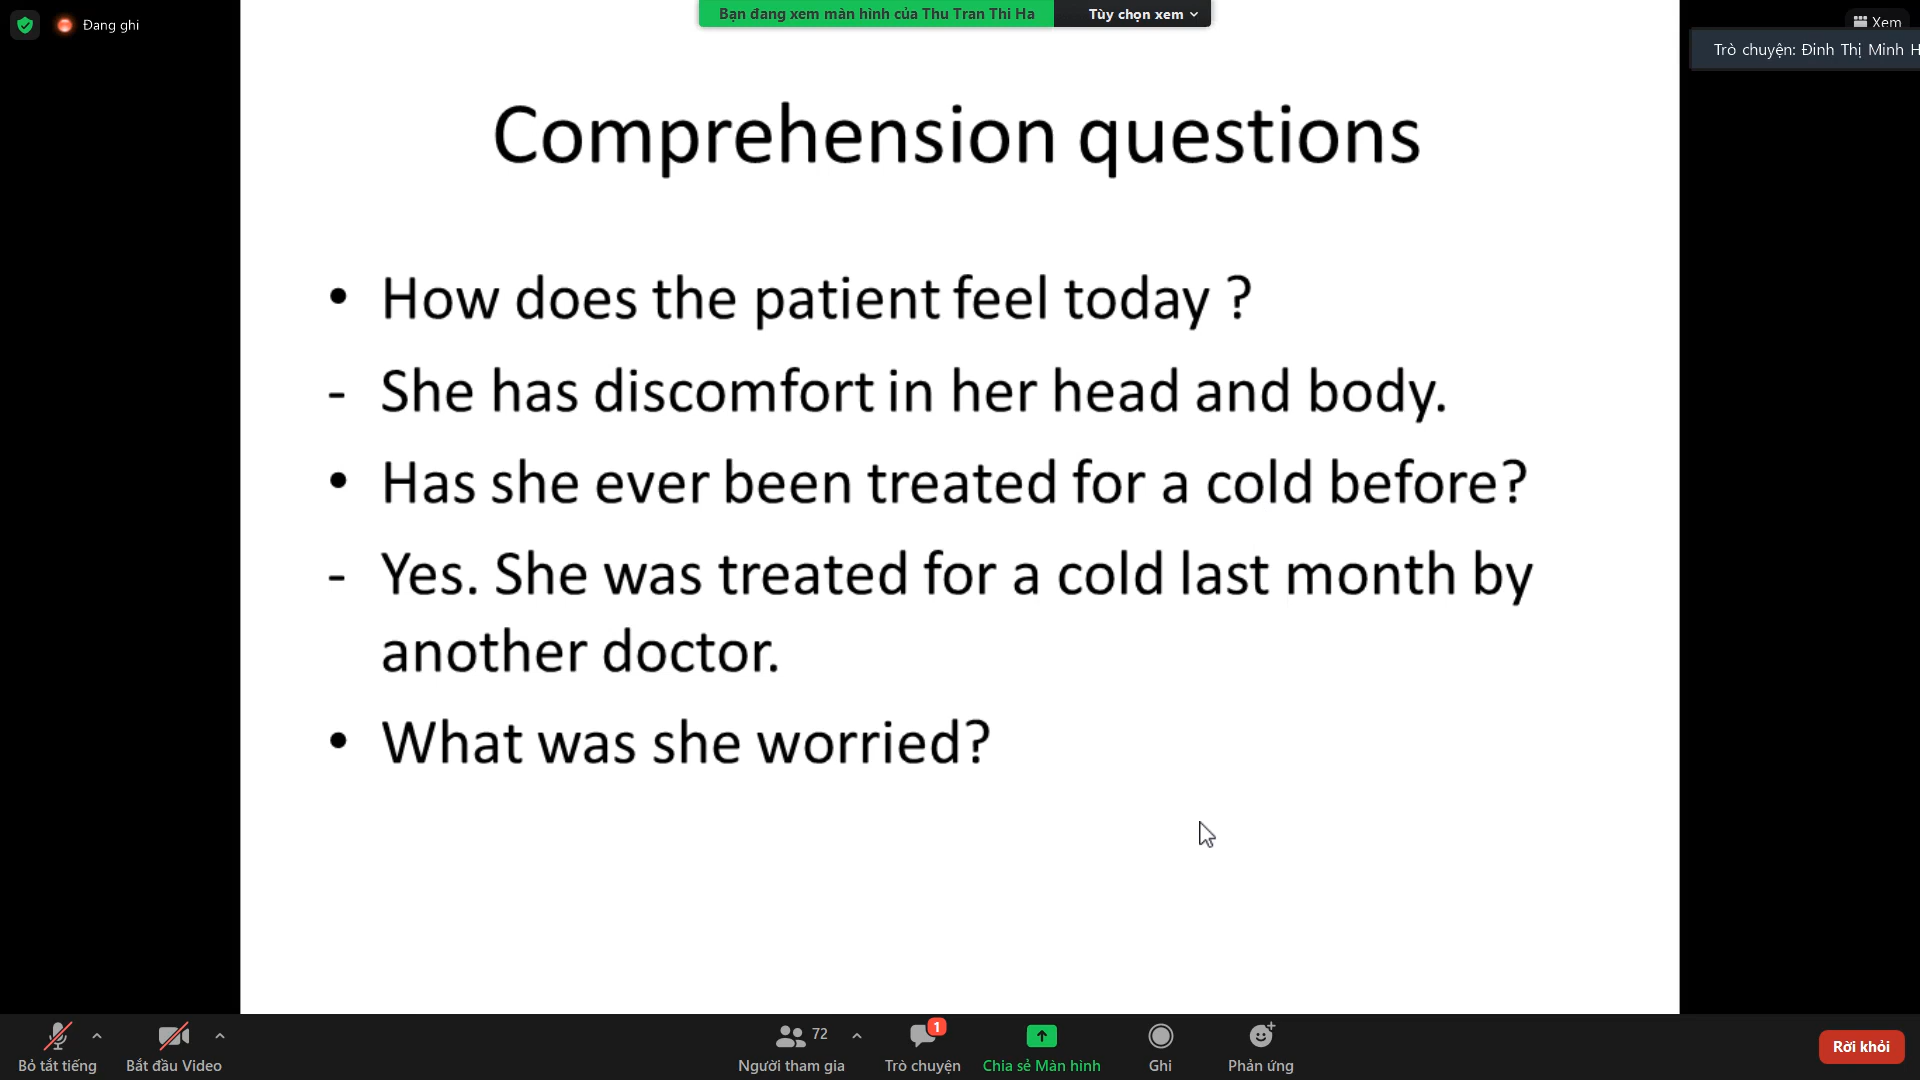 Đang ghi
Bạn đang xem màn hình của Thu Tran Thi Ha
Tùy chọn xem
Xem
Trò chuyện: Đinh Thị Minh H
Comprehension questions
• How does the patient feel today ?
- She has discomfort in her head and body.
• Has she ever been treated for a cold before?
- Yes. She was treated for a cold last month by
another doctor.
• What was she worried?
Bỏ tắt tiếng
Bắt đầu Video
72
Người tham gia
1
Trò chuyện
Chia sẻ Màn hình
Ghi
Phản ứng
Rời khỏi